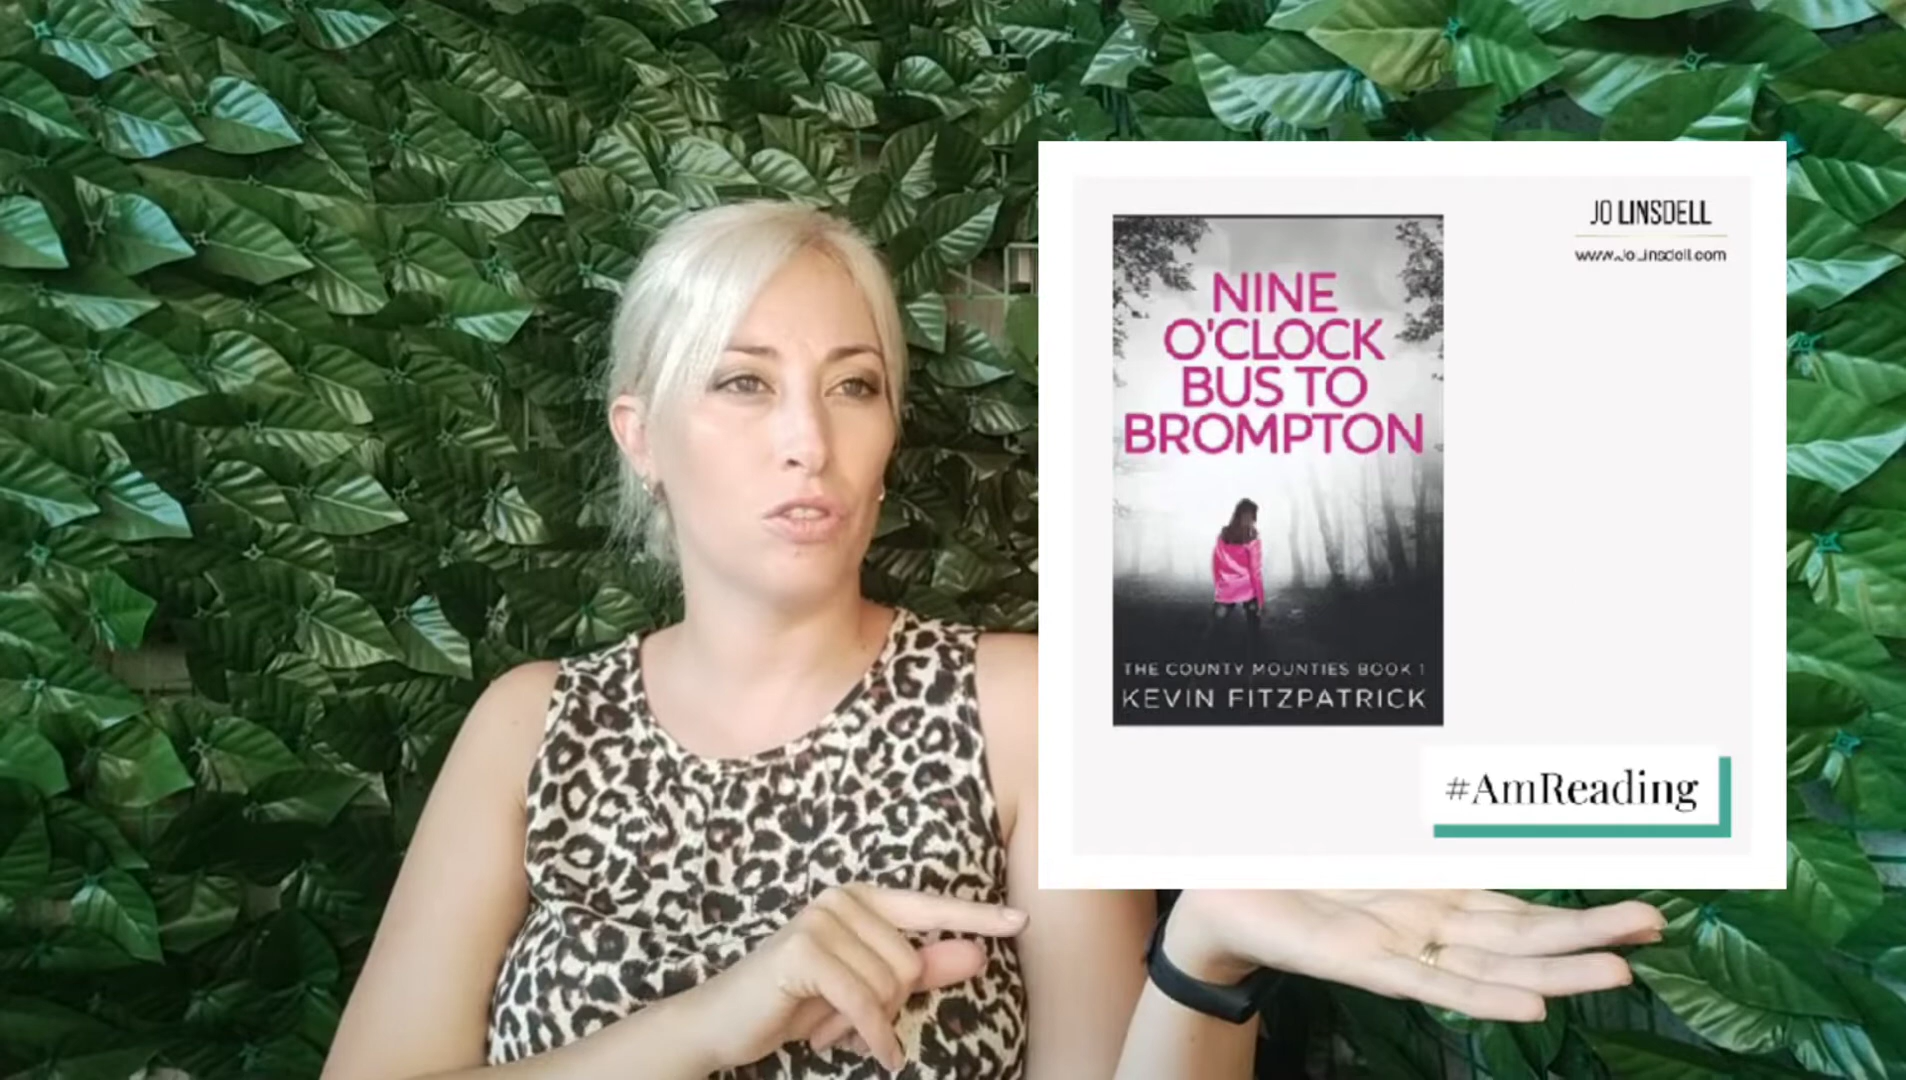 JO LINSDELL
NINE
O'CLOCK
BUS TO
BROMPTON
THE COUNTY MOUNTIES BOOK 1
KEVIN FITZPATRICK
#AmReading